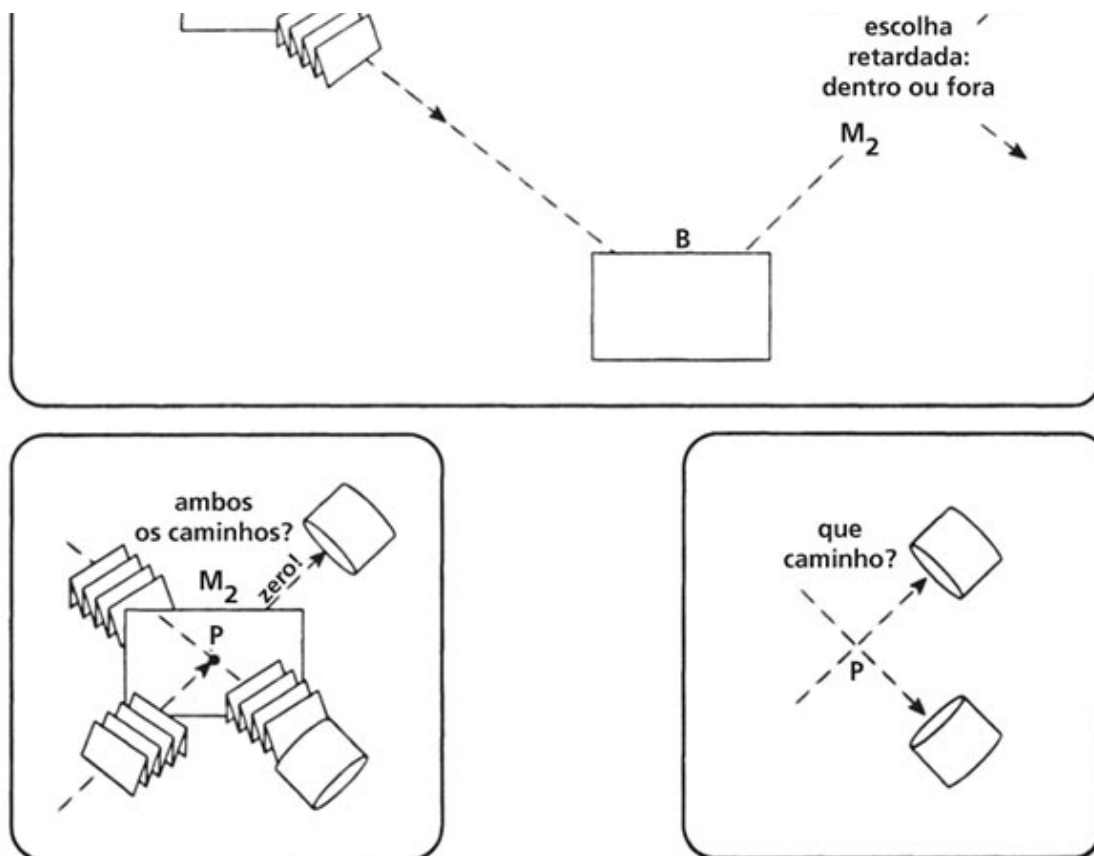 escolha
retardada:
dentro ou fora
M2
B
ambos
os caminhos?
zero!
M2
P
que
caminho?
P